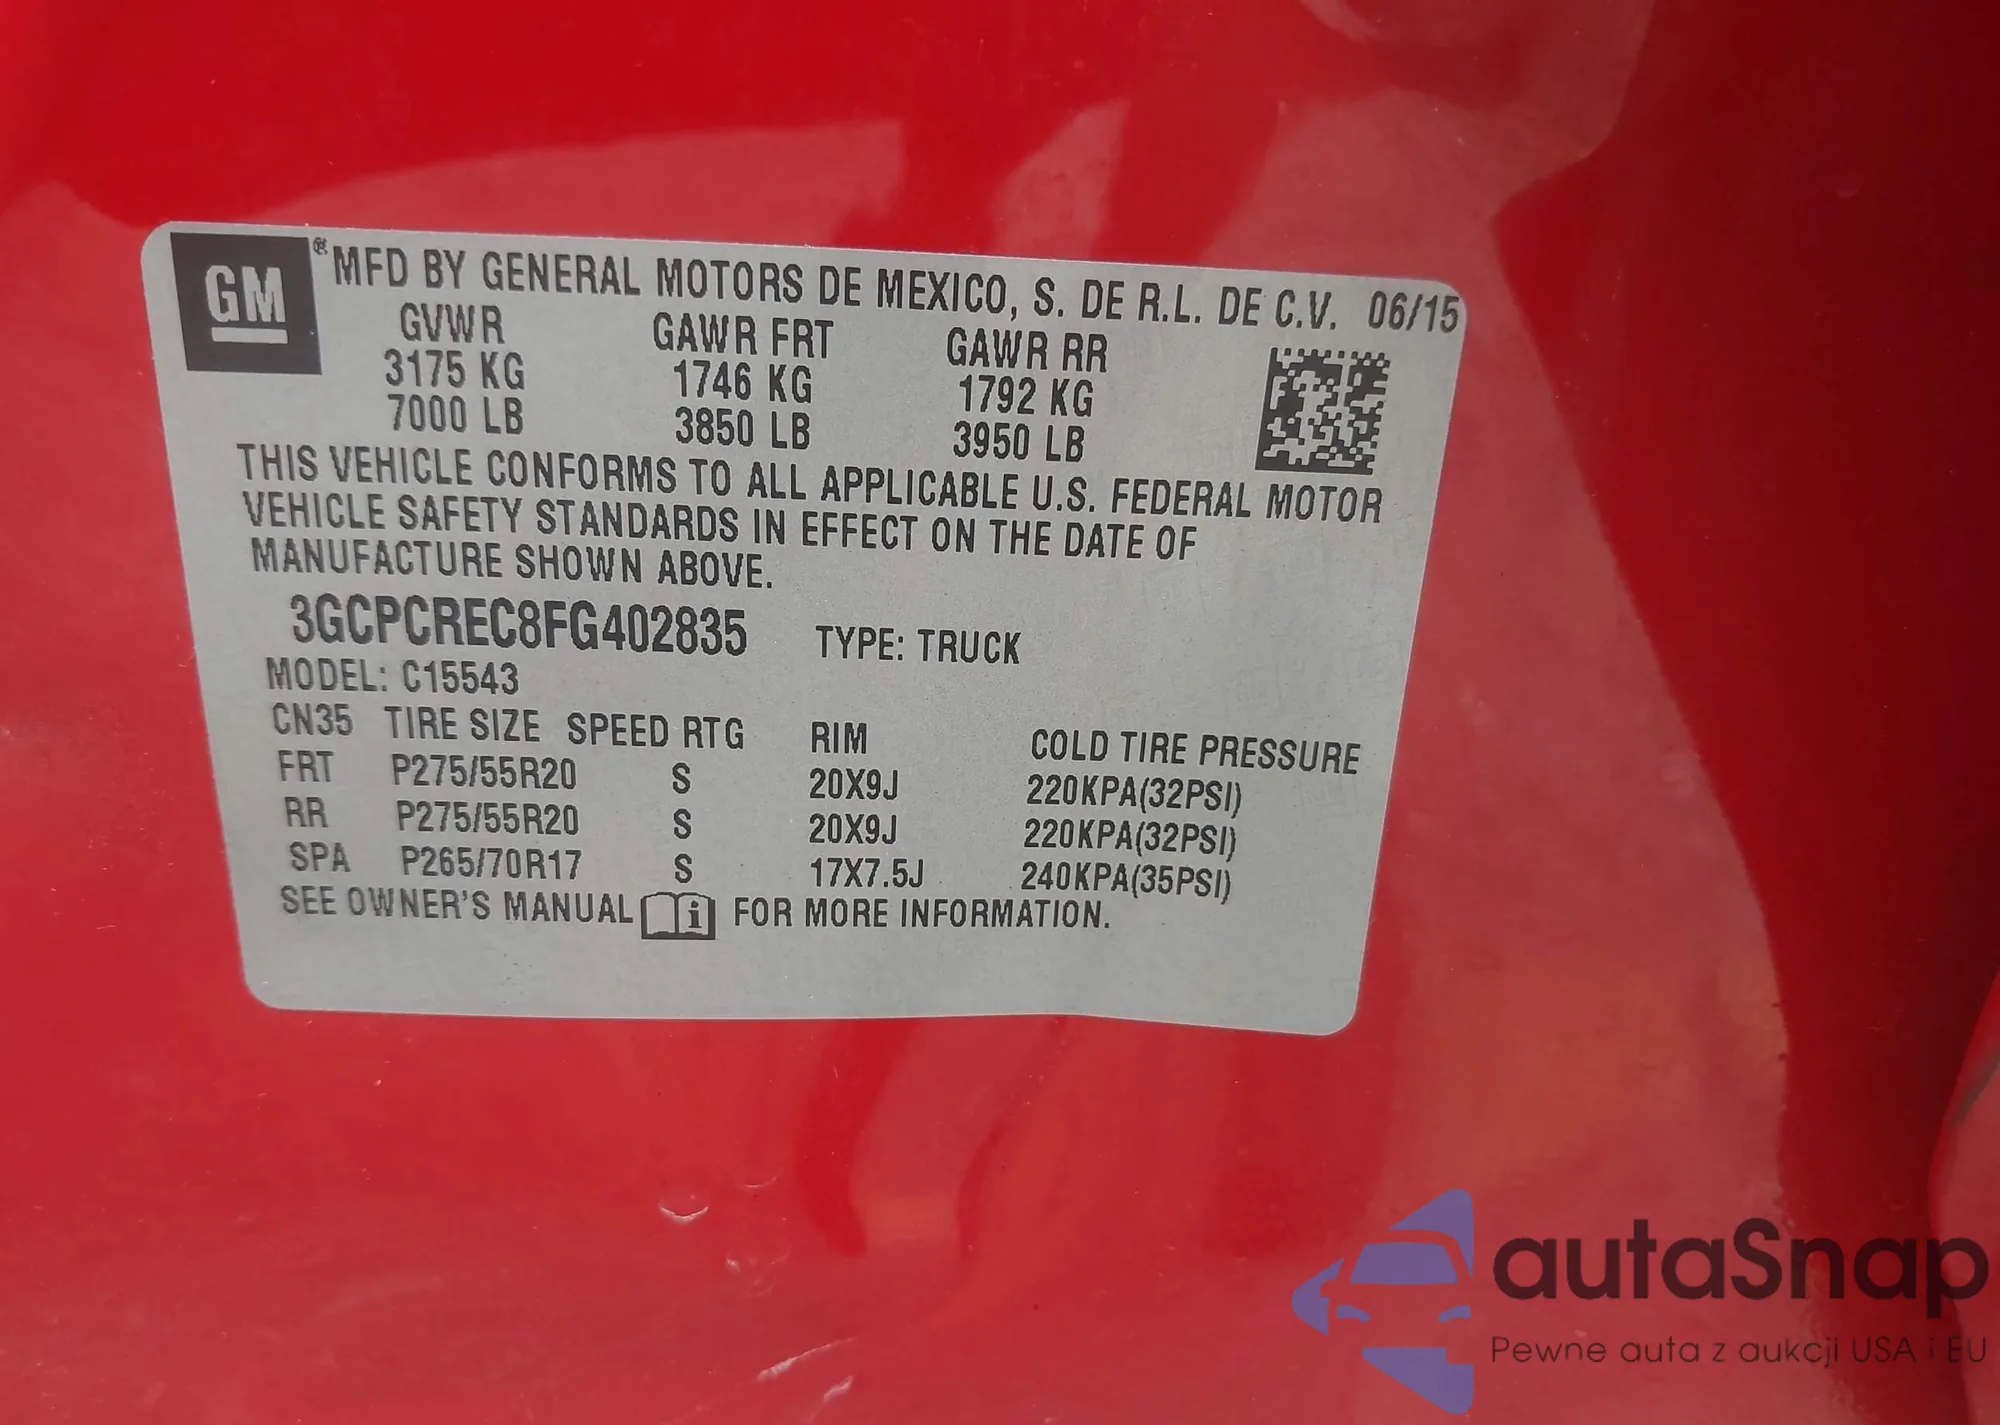 GM ® MFD BY GENERAL MOTORS DE MEXICO, S. DE R.L. DE C.V. 06/15
GVWR GAWR FRT GAWR RR
3175 KG 1746 KG 1792 KG
7000 LB 3850 LB 3950 LB
THIS VEHICLE CONFORMS TO ALL APPLICABLE U.S. FEDERAL MOTOR
VEHICLE SAFETY STANDARDS IN EFFECT ON THE DATE OF
MANUFACTURE SHOWN ABOVE.
3GCPCREC8FG402835 TYPE: TRUCK
MODEL: C15543
CN35 TIRE SIZE SPEED RTG RIM COLD TIRE PRESSURE
FRT P275/55R20 S 20X9J 220KPA(32PSI)
RR P275/55R20 S 20X9J 220KPA(32PSI)
SPA P265/70R17 S 17X7.5J 240KPA(35PSI)
SEE OWNER'S MANUAL i FOR MORE INFORMATION.
autaSnap
Pewne auta z aukcji USA i EU